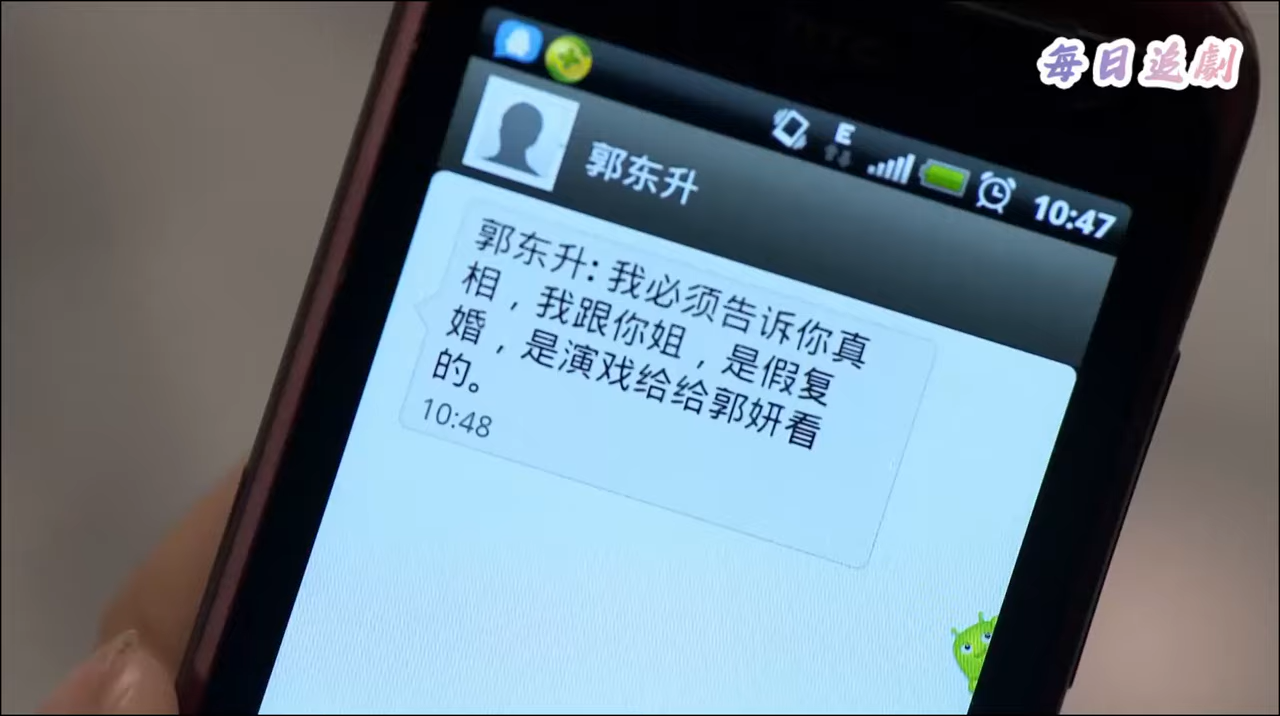 每日追劇
E
10:47
郭东升
郭东升: 我必须告诉你真
相，我跟你姐，是假复
婚，是演戏给给郭妍看
的。
10:48